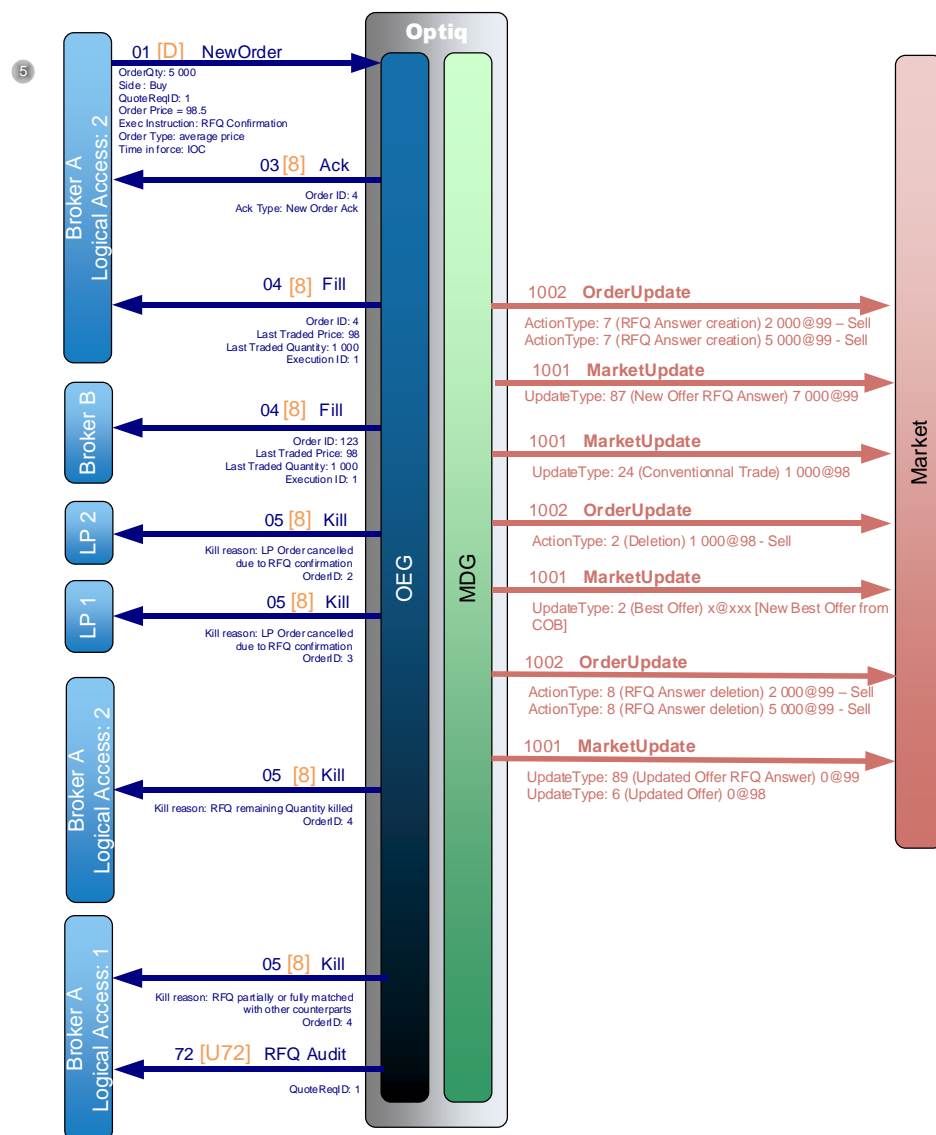 Optiq
5
Broker A
Logical Access: 2
01 [D] NewOrder
OrderQty: 5 000
Side : Buy
QuoteReqID: 1
Order Price = 98.5
Exec Instruction: RFQ Confirmation
Order Type: average price
Time in force: IOC
03 [8] Ack
Order ID: 4
Ack Type: New Order Ack
04 [8] Fill
Order ID: 4
Last Traded Price: 98
Last Traded Quantity: 1 000
Execution ID: 1
Broker B
04 [8] Fill
Order ID: 123
Last Traded Price: 98
Last Traded Quantity: 1 000
Execution ID: 1
LP 2
05 [8] Kill
Kill reason: LP Order cancelled
due to RFQ confirmation
OrderID: 2
LP 1
05 [8] Kill
Kill reason: LP Order cancelled
due to RFQ confirmation
OrderID: 3
Broker A
Logical Access: 2
05 [8] Kill
Kill reason: RFQ remaining Quantity killed
OrderID: 4
Broker A
Logical Access: 1
05 [8] Kill
Kill reason: RFQ partially or fully matched
with other counterparts
OrderID: 4
72 [U72] RFQ Audit
QuoteReqID: 1
OEG
MDG
1002 OrderUpdate
ActionType: 7 (RFQ Answer creation) 2 000@99 – Sell
ActionType: 7 (RFQ Answer creation) 5 000@99 - Sell
1001 MarketUpdate
UpdateType: 87 (New Offer RFQ Answer) 7 000@99
1001 MarketUpdate
UpdateType: 24 (Conventionnal Trade) 1 000@98
1002 OrderUpdate
ActionType: 2 (Deletion) 1 000@98 - Sell
1001 MarketUpdate
UpdateType: 2 (Best Offer) x@xxx [New Best Offer from
COB]
1002 OrderUpdate
ActionType: 8 (RFQ Answer deletion) 2 000@99 – Sell
ActionType: 8 (RFQ Answer deletion) 5 000@99 - Sell
1001 MarketUpdate
UpdateType: 89 (Updated Offer RFQ Answer) 0@99
UpdateType: 6 (Updated Offer) 0@98
Market